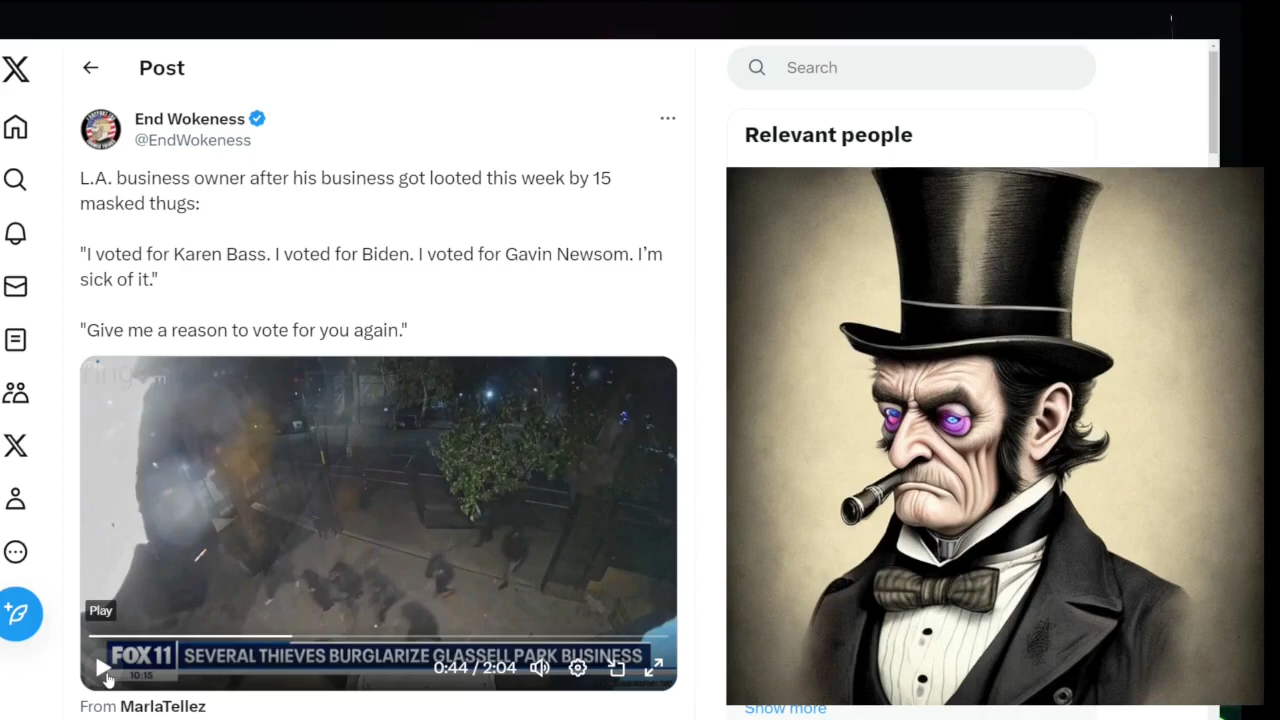 Post
Search
End Wokeness
@EndWokeness
Relevant people
L.A. business owner after his business got looted this week by 15
masked thugs:
"I voted for Karen Bass. I voted for Biden. I voted for Gavin Newsom. I'm
sick of it."
"Give me a reason to vote for you again."
Play
FOX 11
SEVERAL THIEVES BURGLARIZE GLASSELL PARK BUSINESS
0:44 / 2:04
10:15
From MarlaTellez
Show more